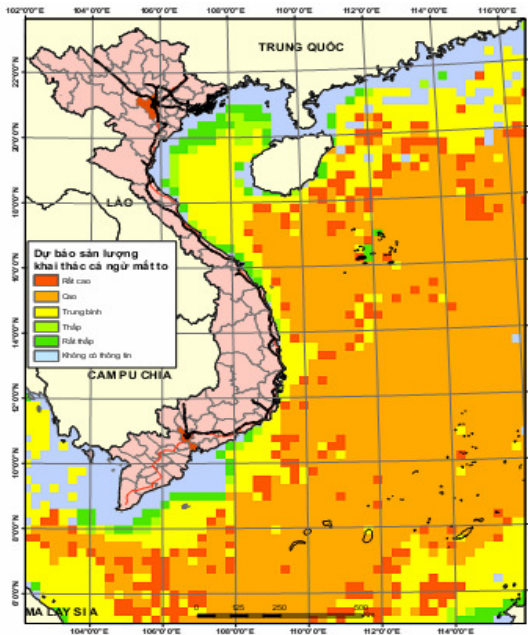 102°0'0"E 104°0'0"E 106°0'0"E 108°0'0"E 110°0'0"E 112°0'0"E 114°0'0"E
TRUNG QUỐC
22°0'0"N
20°0'0"N
18°0'0"N
LÀO
16°0'0"N
Dự báo sản lượng
khai thác cá ngừ mắt to
Rất cao
Cao
Trung bình
Thấp
Rất thấp
Không có thông tin
14°0'0"N
CAM PU CHIA
12°0'0"N
10°0'0"N
8°0'0"N
6°0'0"N
MA LAY SI A
0 125 250 500
104°0'0"E 106°0'0"E 108°0'0"E 110°0'0"E 112°0'0"E 114°0'0"E